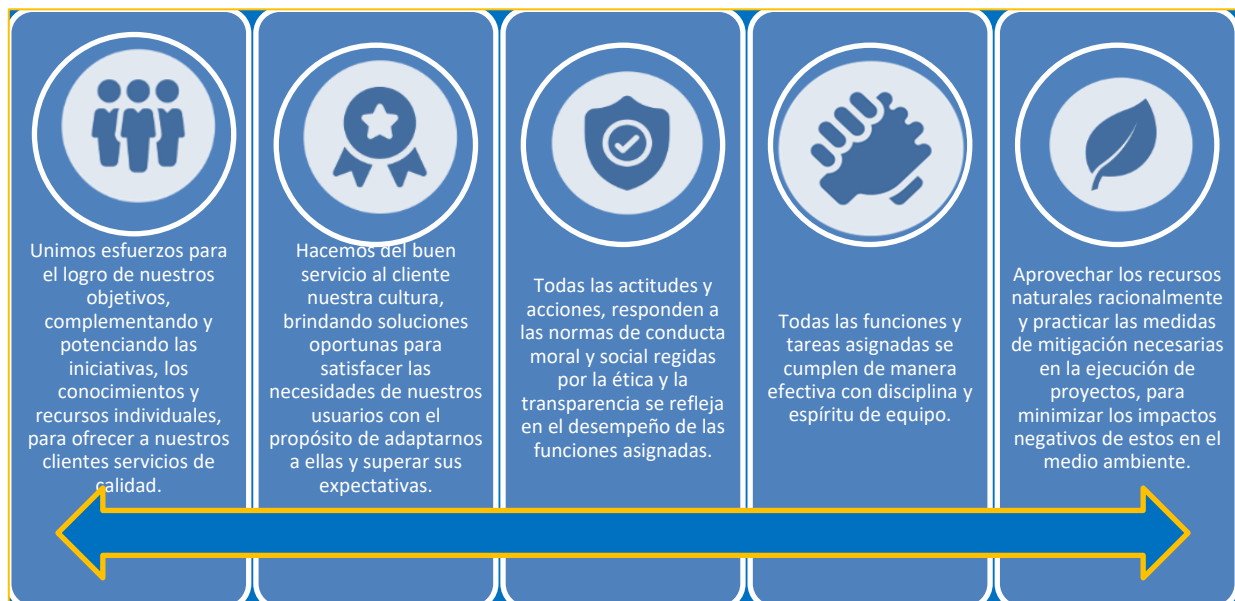 Unimos esfuerzos para
el logro de nuestros
objetivos,
complementando y
potenciando las
iniciativas, los
conocimientos y
recursos individuales,
para ofrecer a nuestros
clientes servicios de
calidad.
Hacemos del buen
servicio al cliente
nuestra cultura,
brindando soluciones
oportunas para
satisfacer las
necesidades de nuestros
usuarios con el
propósito de adaptarnos
a ellas y superar sus
expectativas.
Todas las actitudes y
acciones, responden a
las normas de conducta
moral y social regidas
por la ética y la
transparencia se refleja
en el desempeño de las
funciones asignadas.
Todas las funciones y
tareas asignadas se
cumplen de manera
efectiva con disciplina y
espíritu de equipo.
Aprovechar los recursos
naturales racionalmente
y practicar las medidas
de mitigación necesarias
en la ejecución de
proyectos, para
minimizar los impactos
negativos de estos en el
medio ambiente.